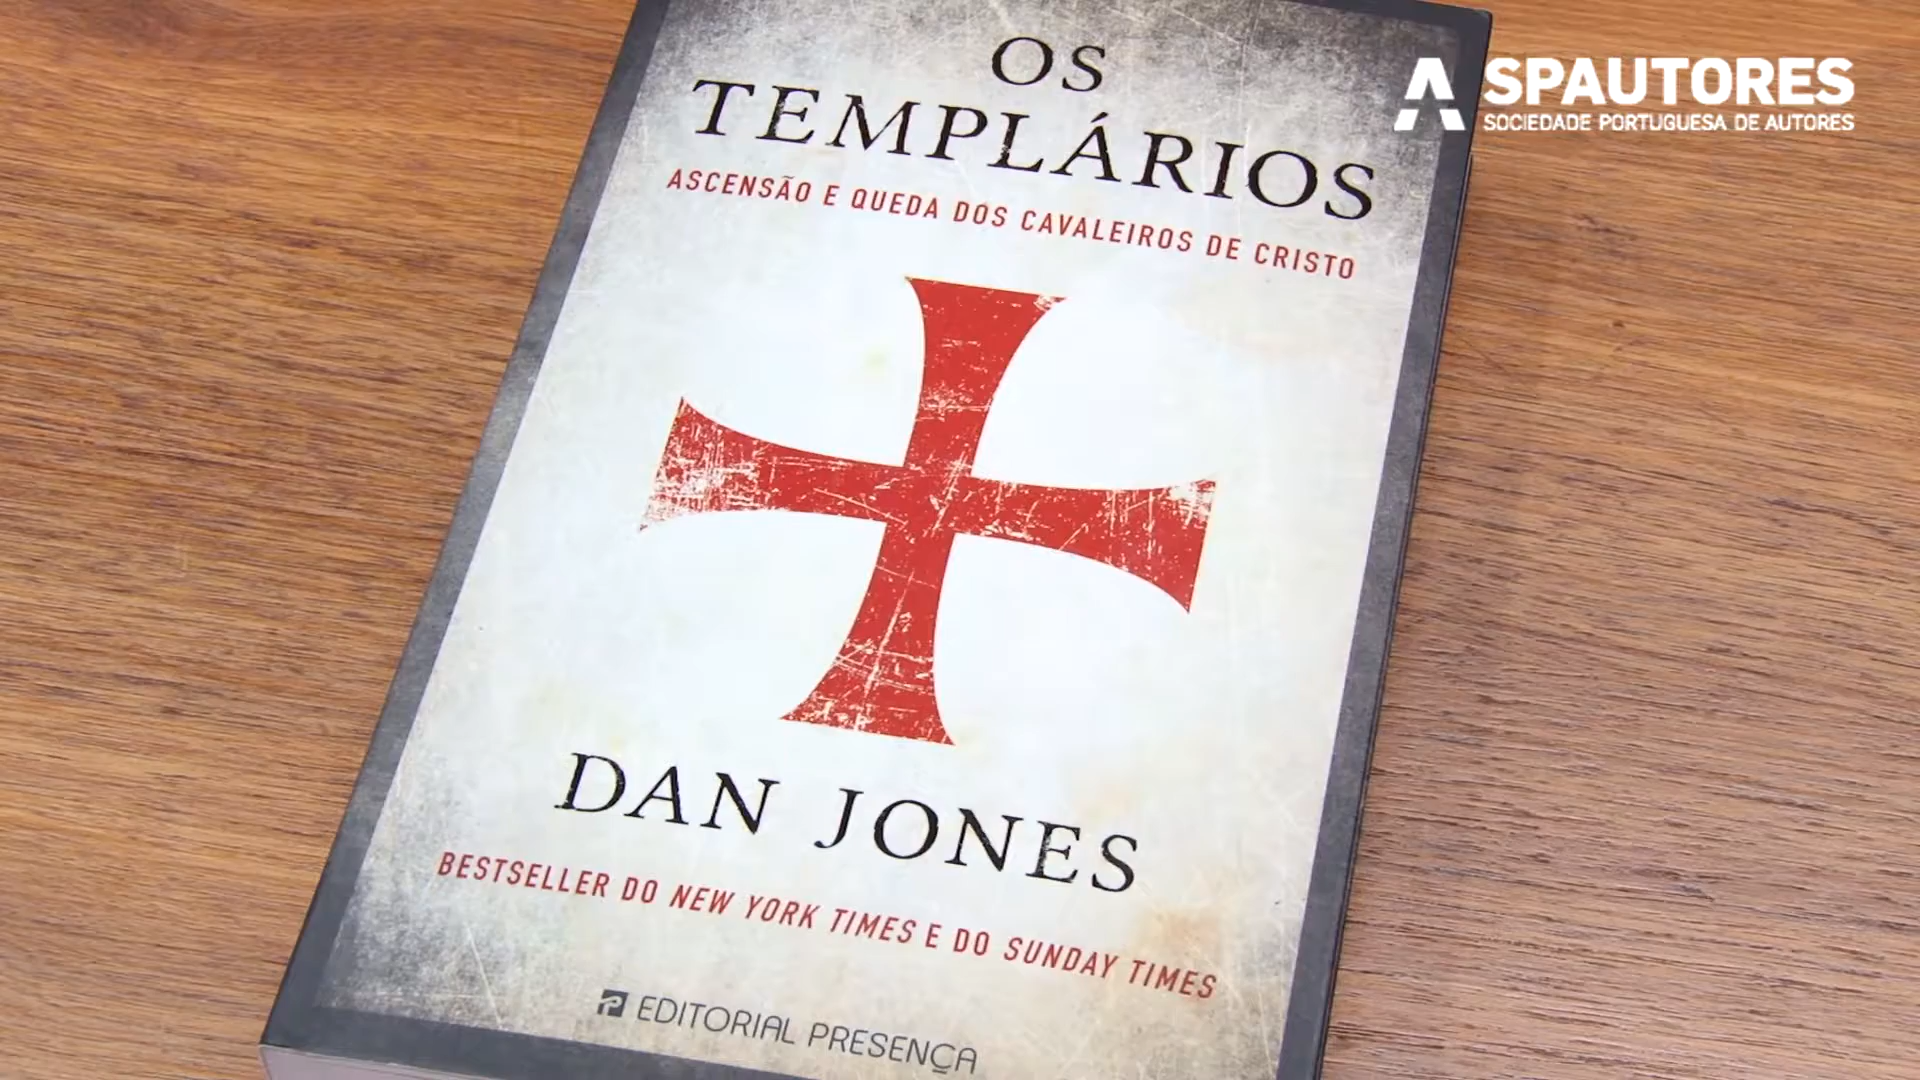 OS
TEMPLÁRIOS
ASCENSÃO E QUEDA DOS CAVALEIROS DE CRISTO
DAN JONES
BESTSELLER DO NEW YORK TIMES E DO SUNDAY TIMES
EDITORIAL PRESENÇA
SPAUTORES
SOCIEDADE PORTUGUESA DE AUTORES